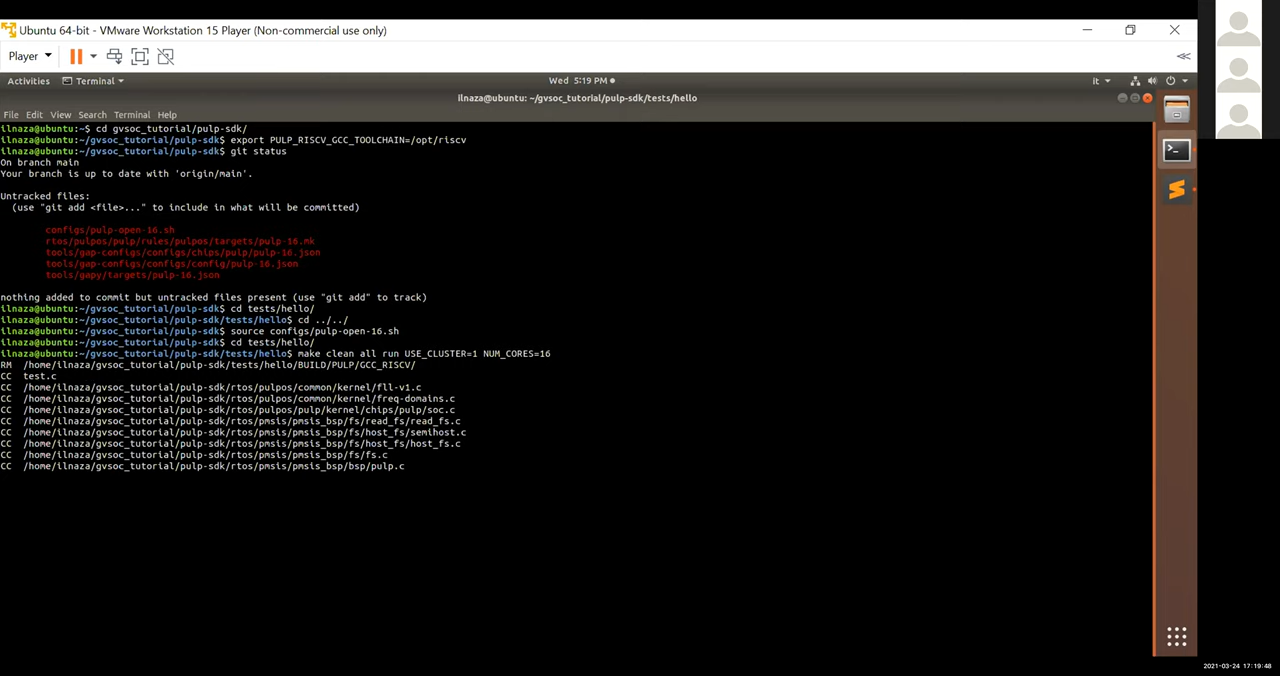 Ubuntu 64-bit - VMware Workstation 15 Player (Non-commercial use only)
Player
Activities Terminal Wed 5:19 PM it
ilnaza@ubuntu: ~/gvsoc_tutorial/pulp-sdk/tests/hello
File Edit View Search Terminal Help
ilnaza@ubuntu:~$ cd gvsoc_tutorial/pulp-sdk/
ilnaza@ubuntu:~/gvsoc_tutorial/pulp-sdk$ export PULP_RISCV_GCC_TOOLCHAIN=/opt/riscv
ilnaza@ubuntu:~/gvsoc_tutorial/pulp-sdk$ git status
On branch main
Your branch is up to date with 'origin/main'.
Untracked files:
(use "git add <file>..." to include in what will be committed)
configs/pulp-open-16.sh
rtos/pulpos/pulp/rules/pulpos/targets/pulp-16.mk
tools/gap-configs/configs/chips/pulp/pulp-16.json
tools/gap-configs/configs/config/pulp-16.json
tools/gapy/targets/pulp-16.json
nothing added to commit but untracked files present (use "git add" to track)
ilnaza@ubuntu:~/gvsoc_tutorial/pulp-sdk$ cd tests/hello/
ilnaza@ubuntu:~/gvsoc_tutorial/pulp-sdk/tests/hello$ cd ../../
ilnaza@ubuntu:~/gvsoc_tutorial/pulp-sdk$ source configs/pulp-open-16.sh
ilnaza@ubuntu:~/gvsoc_tutorial/pulp-sdk$ cd tests/hello/
ilnaza@ubuntu:~/gvsoc_tutorial/pulp-sdk/tests/hello$ make clean all run USE_CLUSTER=1 NUM_CORES=16
RM /home/ilnaza/gvsoc_tutorial/pulp-sdk/tests/hello/BUILD/PULP/GCC_RISCV/
CC test.c
CC /home/ilnaza/gvsoc_tutorial/pulp-sdk/rtos/pulpos/common/kernel/fll-v1.c
CC /home/ilnaza/gvsoc_tutorial/pulp-sdk/rtos/pulpos/common/kernel/freq-domains.c
CC /home/ilnaza/gvsoc_tutorial/pulp-sdk/rtos/pulpos/pulp/kernel/chips/pulp/soc.c
CC /home/ilnaza/gvsoc_tutorial/pulp-sdk/rtos/pmsis/pmsis_bsp/fs/read_fs/read_fs.c
CC /home/ilnaza/gvsoc_tutorial/pulp-sdk/rtos/pmsis/pmsis_bsp/fs/host_fs/semihost.c
CC /home/ilnaza/gvsoc_tutorial/pulp-sdk/rtos/pmsis/pmsis_bsp/fs/host_fs/host_fs.c
CC /home/ilnaza/gvsoc_tutorial/pulp-sdk/rtos/pmsis/pmsis_bsp/fs/fs.c
CC /home/ilnaza/gvsoc_tutorial/pulp-sdk/rtos/pmsis/pmsis_bsp/bsp/pulp.c
2021-03-24 17:19:48